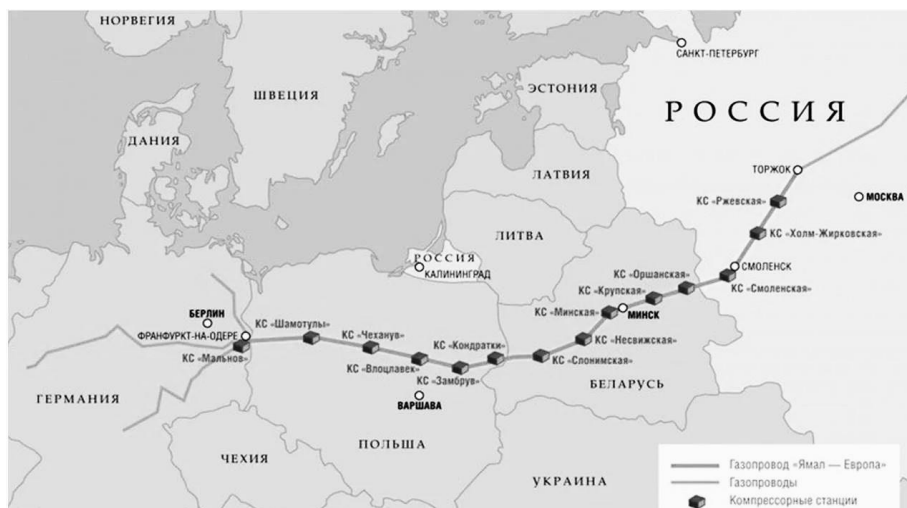 НОРВЕГИЯ
САНКТ-ПЕТЕРБУРГ
ШВЕЦИЯ
ЭСТОНИЯ
РОССИЯ
ДАНИЯ
ЛАТВИЯ
ТОРЖОК
МОСКВА
КС «Ржевская»
ЛИТВА
КС «Холм-Жирковская»
РОССИЯ
КАЛИНИНГРАД
СМОЛЕНСК
КС «Оршанская»
КС «Смоленская»
КС «Крупская»
БЕРЛИН
КС «Минская»
МИНСК
КС «Шамотулы»
ФРАНФУРКТ-НА-ОДЕРЕ
КС «Чеханув»
КС «Кондратки»
КС «Несвижская»
КС «Мальнов»
КС «Влоцлавек»
КС «Слонимская»
КС «Замбрув»
БЕЛАРУСЬ
ГЕРМАНИЯ
ВАРШАВА
ПОЛЬША
ЧЕХИЯ
УКРАИНА
Газопровод «Ямал — Европа»
Газопроводы
Компрессорные станции